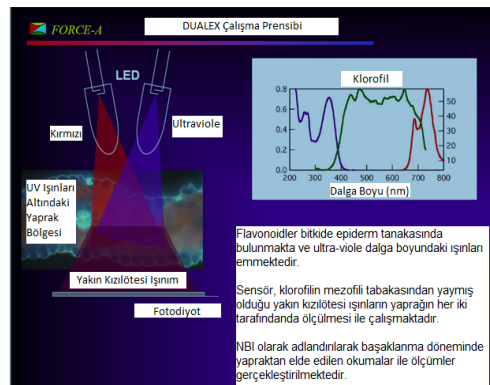 FORCE-A
DUALEX Çalışma Prensibi
LED
Kırmızı
Ultraviole
UV Işınları
Altındaki
Yaprak
Bölgesi
Yakın Kızılötesi Işınım
Fotodiyot
Klorofil
0.8
0.6
0.4
0.2
0.0
50
40
30
20
10
200 300 400 500 600 700 800
Dalga Boyu (nm)
Flavonoidler bitkide epiderm tanakasında
bulunmakta ve ultra-viole dalga boyundaki ışınları
emmektedir.
Sensör, klorofilin mezofili tabakasından yaymış
olduğu yakın kızılötesi ışınların yaprağın her iki
tarafındanda ölçülmesi ile çalışmaktadır.
NBI olarak adlandırılarak başaklanma döneminde
yapraktan elde edilen okumalar ile ölçümler
gerçekleştirilmektedir.